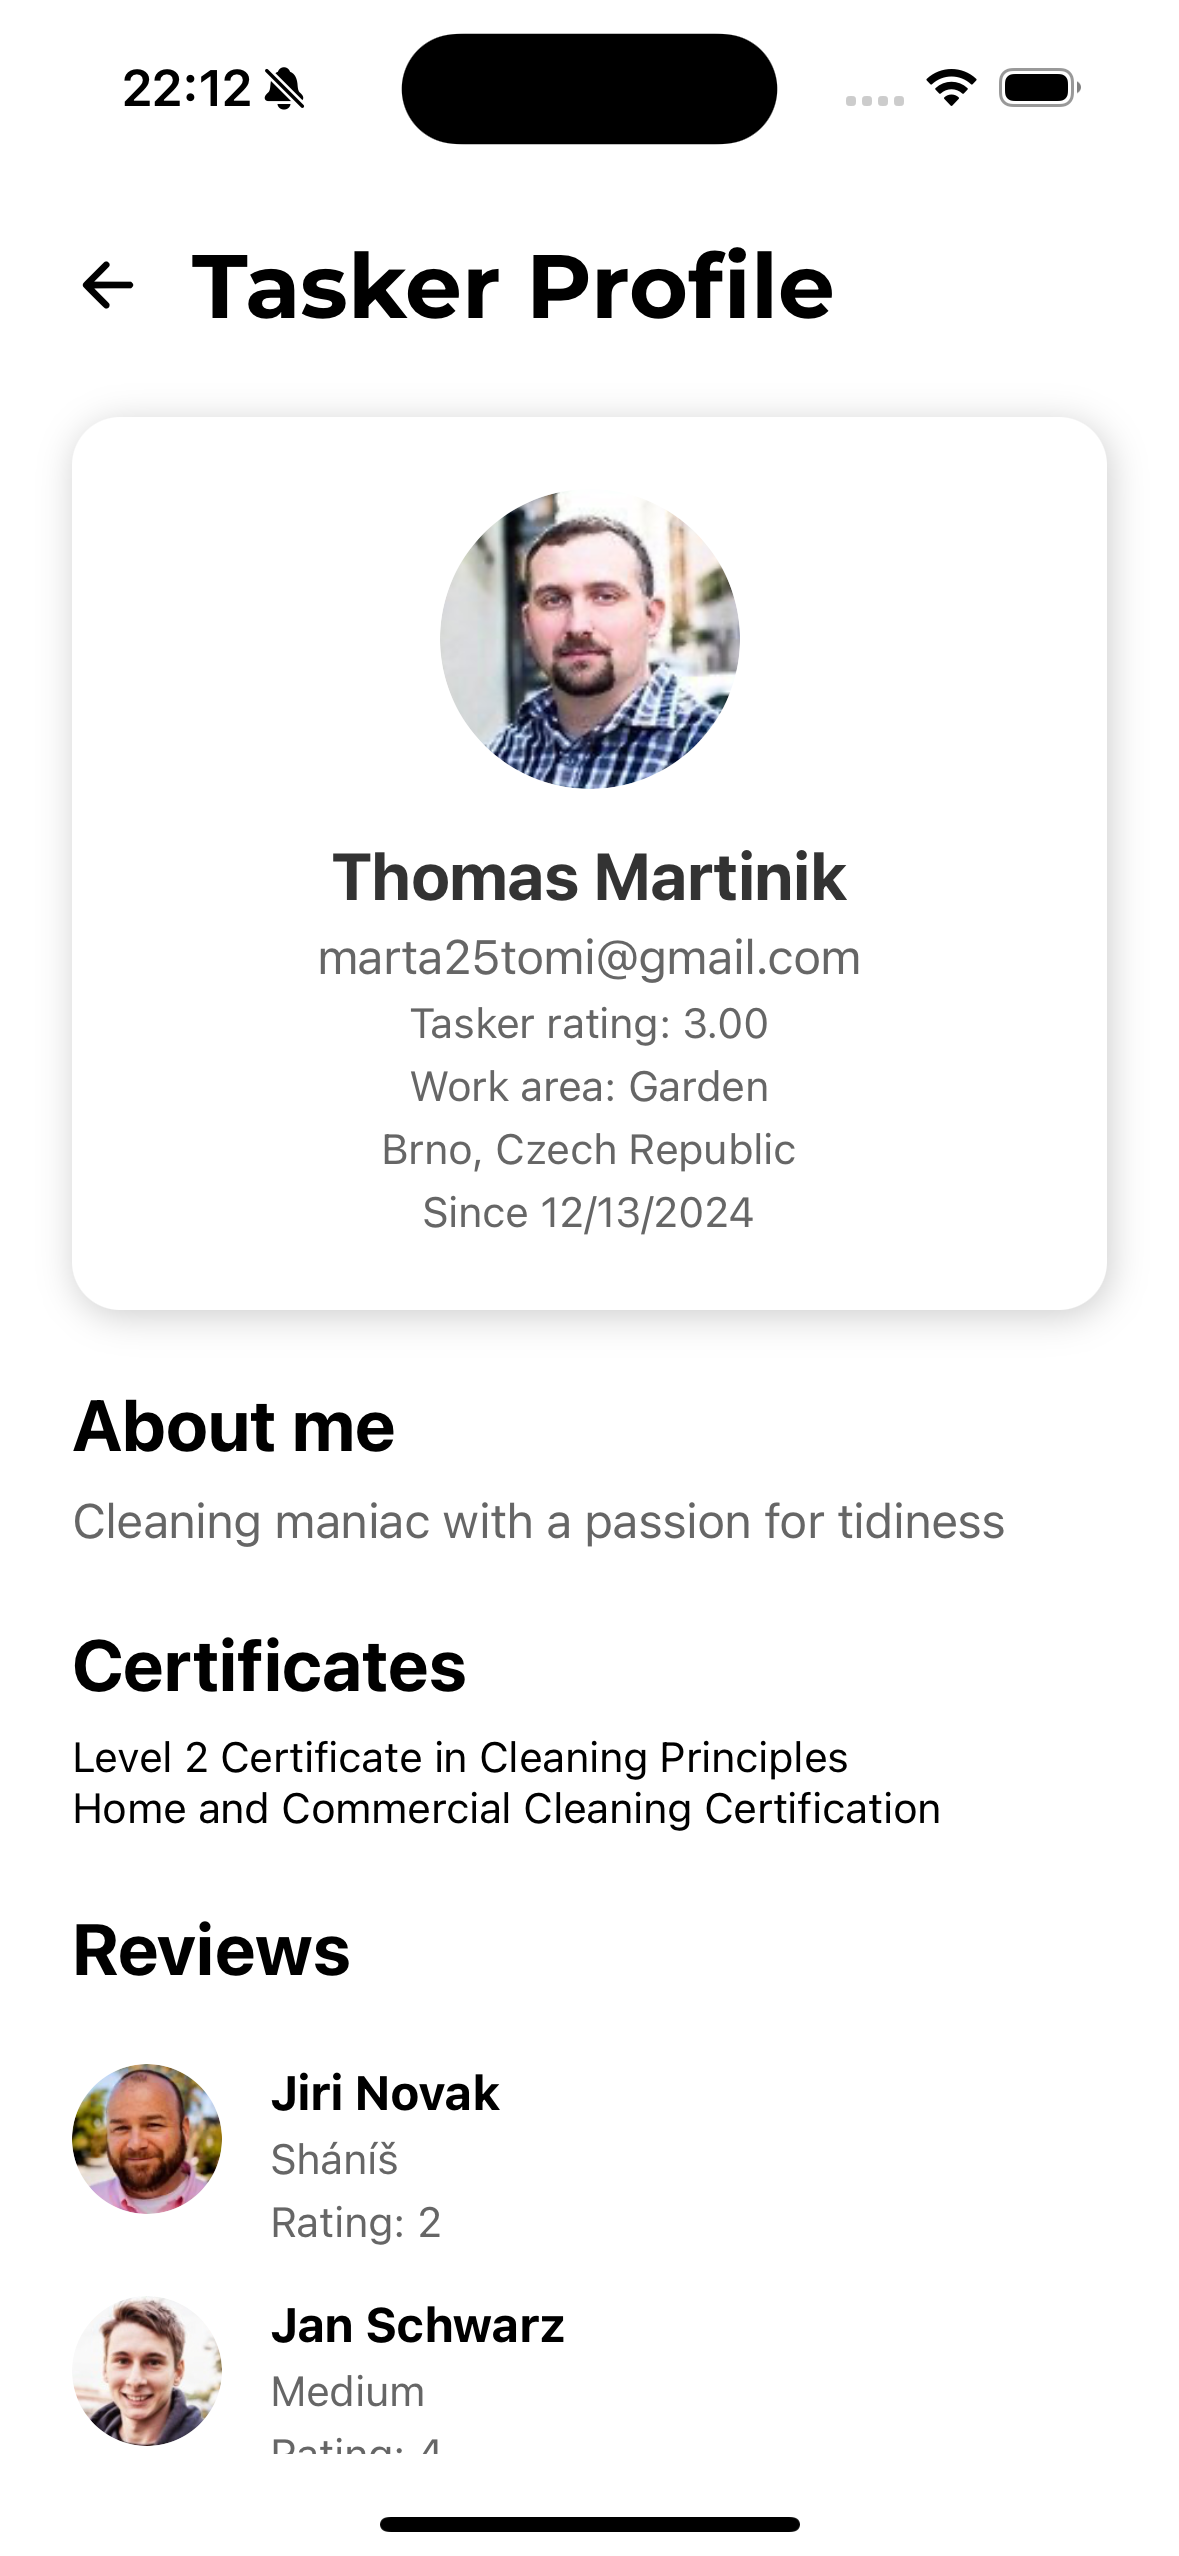 22:12
Tasker Profile
Thomas Martinik
marta25tomi@gmail.com
Tasker rating: 3.00
Work area: Garden
Brno, Czech Republic
Since 12/13/2024
About me
Cleaning maniac with a passion for tidiness
Certificates
Level 2 Certificate in Cleaning Principles
Home and Commercial Cleaning Certification
Reviews
Jiri Novak
Sháníš
Rating: 2
Jan Schwarz
Medium
Rating: 4